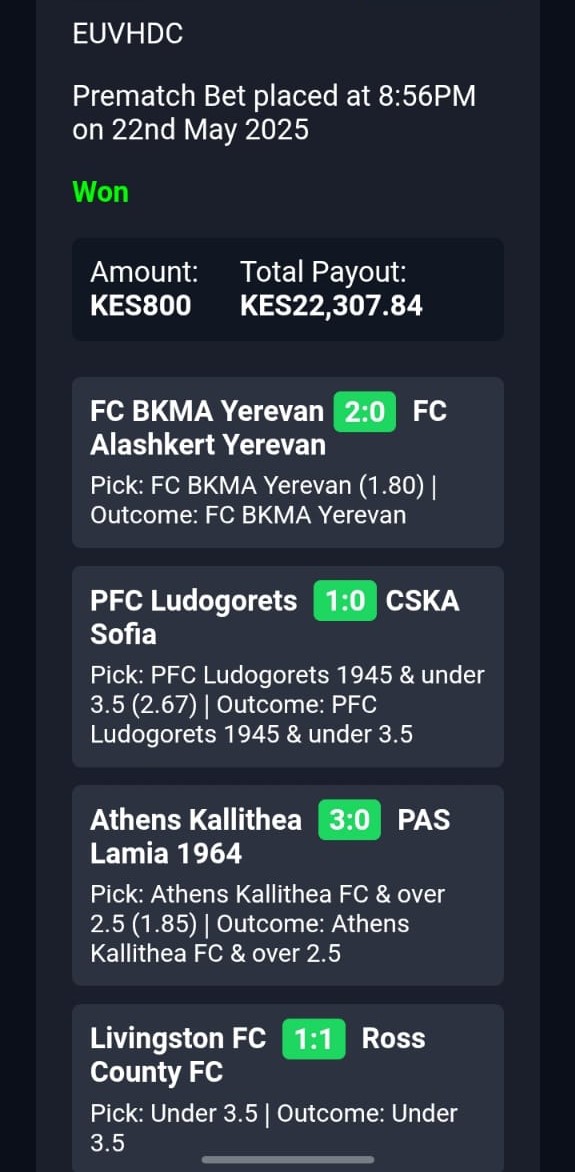 EUVHDC
Prematch Bet placed at 8:56PM
on 22nd May 2025
Won
Amount: Total Payout:
KES800 KES22,307.84
FC BKMA Yerevan 2:0 FC
Alashkert Yerevan
Pick: FC BKMA Yerevan (1.80) |
Outcome: FC BKMA Yerevan
PFC Ludogorets 1:0 CSKA
Sofia
Pick: PFC Ludogorets 1945 & under
3.5 (2.67) | Outcome: PFC
Ludogorets 1945 & under 3.5
Athens Kallithea 3:0 PAS
Lamia 1964
Pick: Athens Kallithea FC & over
2.5 (1.85) | Outcome: Athens
Kallithea FC & over 2.5
Livingston FC 1:1 Ross
County FC
Pick: Under 3.5 | Outcome: Under
3.5